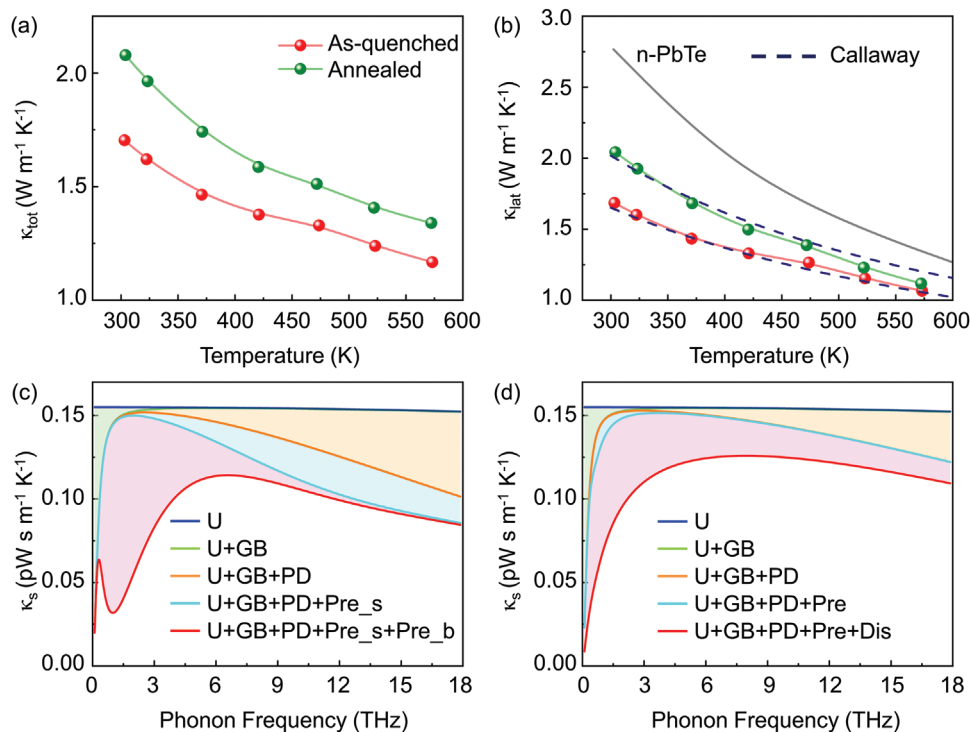 (a)
As-quenched
Annealed
2.0
1.5
1.0
κtot (W m⁻¹ K⁻¹)
300 350 400 450 500 550 600
Temperature (K)
(b)
n-PbTe
Callaway
3.0
2.5
2.0
1.5
1.0
κlat (W m⁻¹ K⁻¹)
300 350 400 450 500 550 600
Temperature (K)
(c)
0.15
0.10
0.05
0.00
κs (pW s m⁻¹ K⁻¹)
U
U+GB
U+GB+PD
U+GB+PD+Pre_s
U+GB+PD+Pre_s+Pre_b
0 3 6 9 12 15 18
Phonon Frequency (THz)
(d)
0.15
0.10
0.05
0.00
κs (pW s m⁻¹ K⁻¹)
U
U+GB
U+GB+PD
U+GB+PD+Pre
U+GB+PD+Pre+Dis
0 3 6 9 12 15 18
Phonon Frequency (THz)